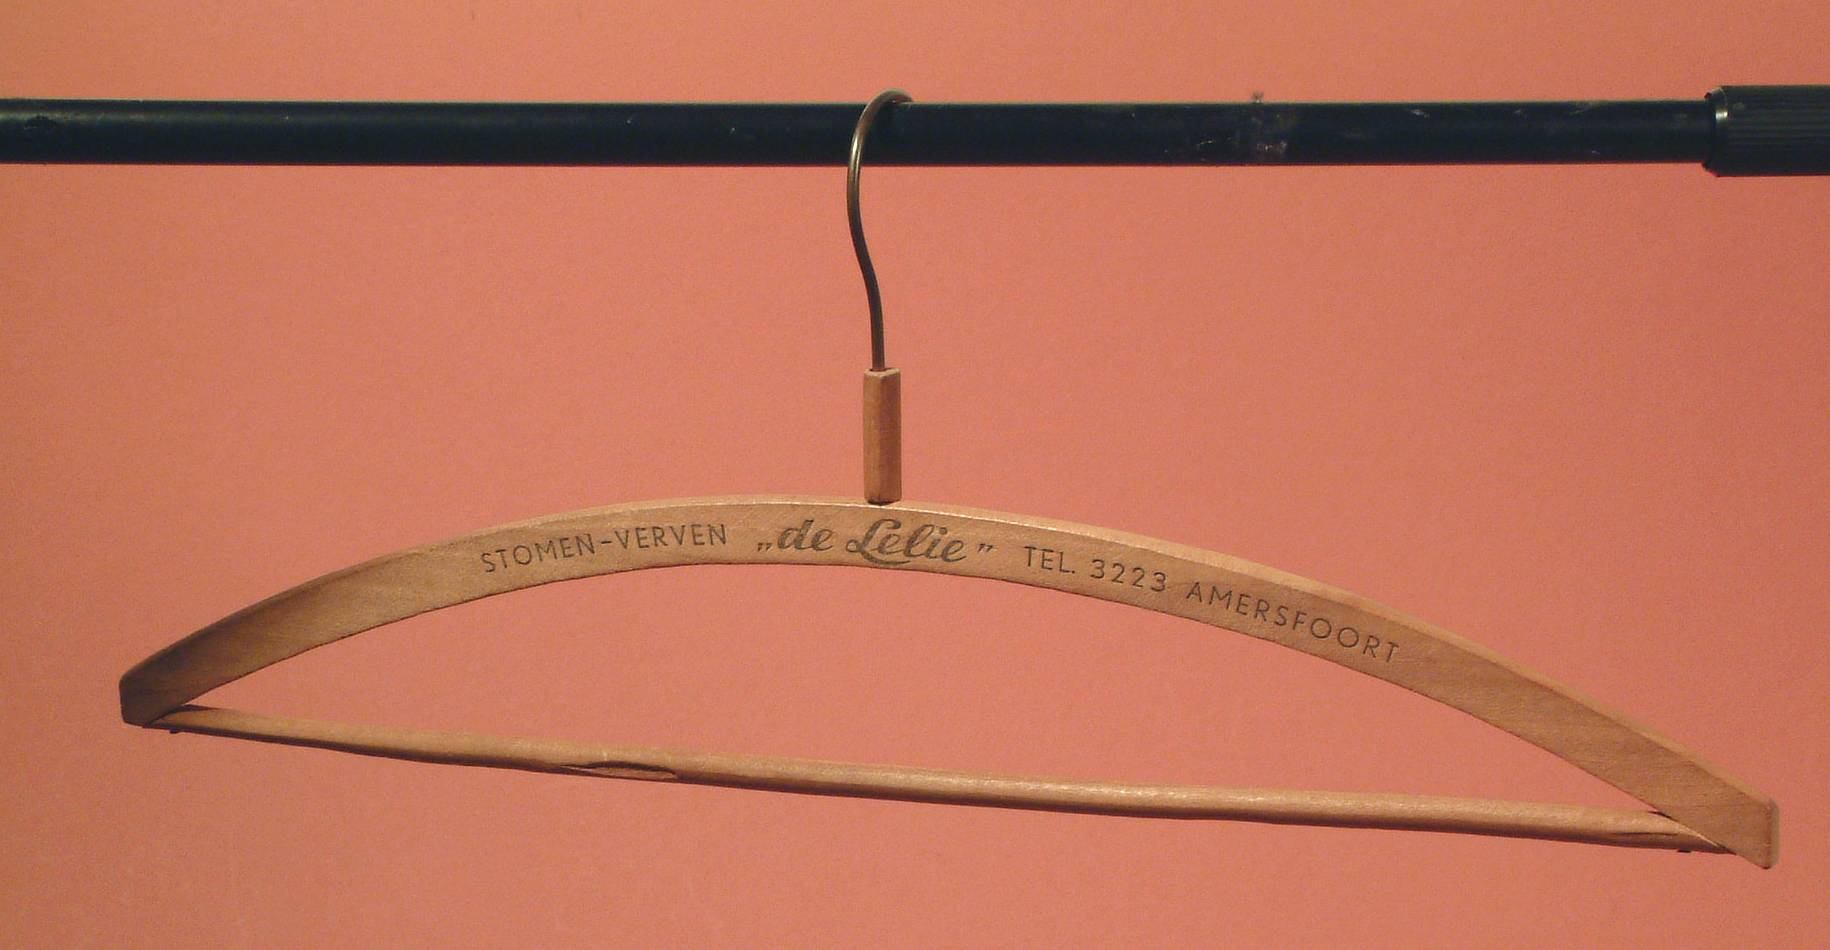 STOMEN-VERVEN „de Lelie” TEL. 3223 AMERSFOORT